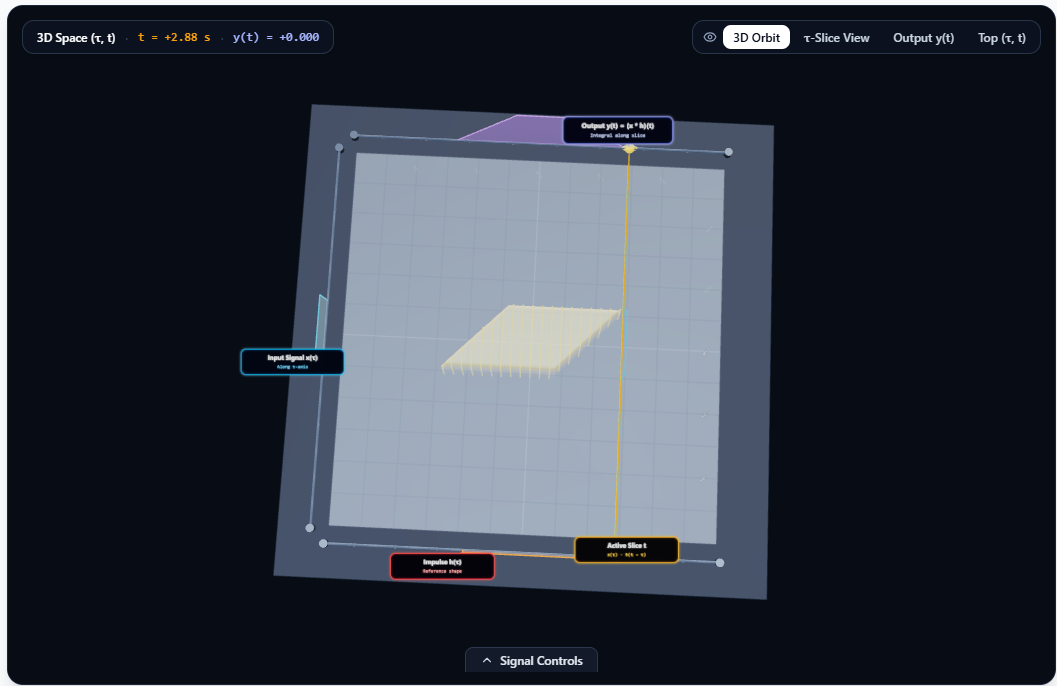 3D Space (τ, t) · t = +2.88 s · y(t) = +0.000
3D Orbit
τ-Slice View
Output y(t)
Top (τ, t)
Output y(t) = (x * h)(t)
Integral along slice
Input Signal x(τ)
Along τ-axis
Active Slice t
x(τ) · h(t − τ)
Impulse h(τ)
Reference shape
Signal Controls